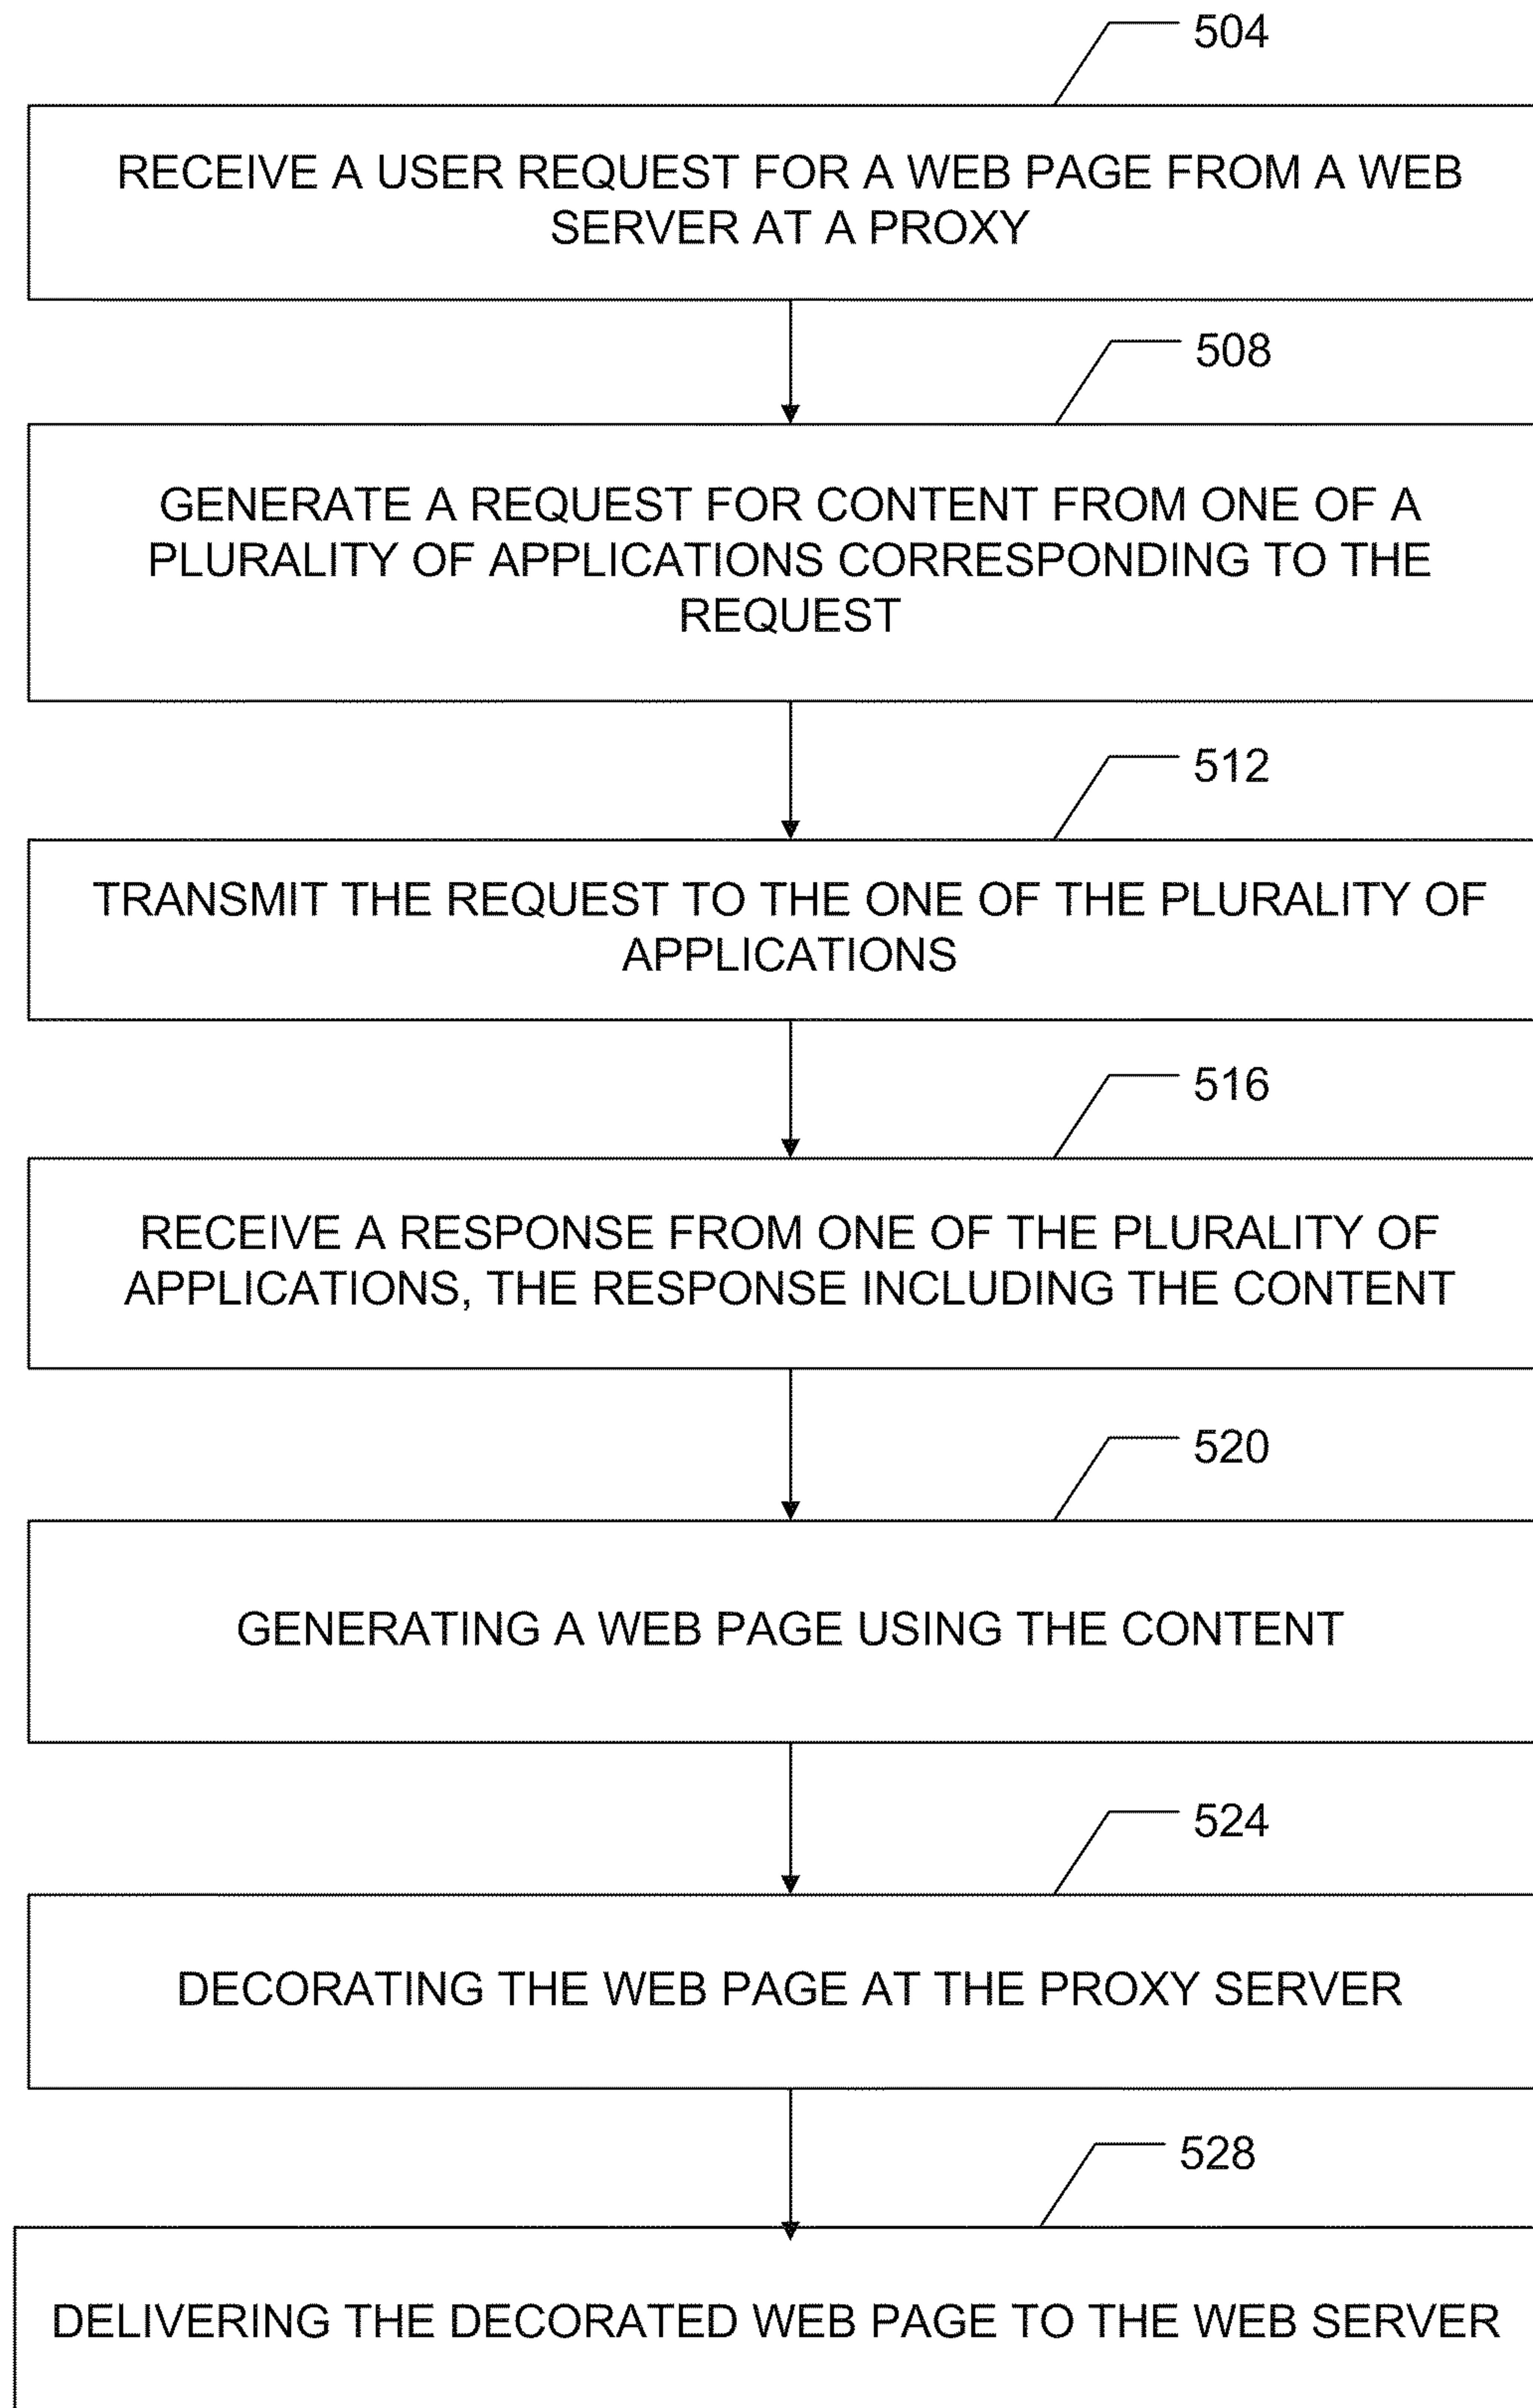 504
RECEIVE A USER REQUEST FOR A WEB PAGE FROM A WEB
SERVER AT A PROXY
508
GENERATE A REQUEST FOR CONTENT FROM ONE OF A
PLURALITY OF APPLICATIONS CORRESPONDING TO THE
REQUEST
512
TRANSMIT THE REQUEST TO THE ONE OF THE PLURALITY OF
APPLICATIONS
516
RECEIVE A RESPONSE FROM ONE OF THE PLURALITY OF
APPLICATIONS, THE RESPONSE INCLUDING THE CONTENT
520
GENERATING A WEB PAGE USING THE CONTENT
524
DECORATING THE WEB PAGE AT THE PROXY SERVER
528
DELIVERING THE DECORATED WEB PAGE TO THE WEB SERVER